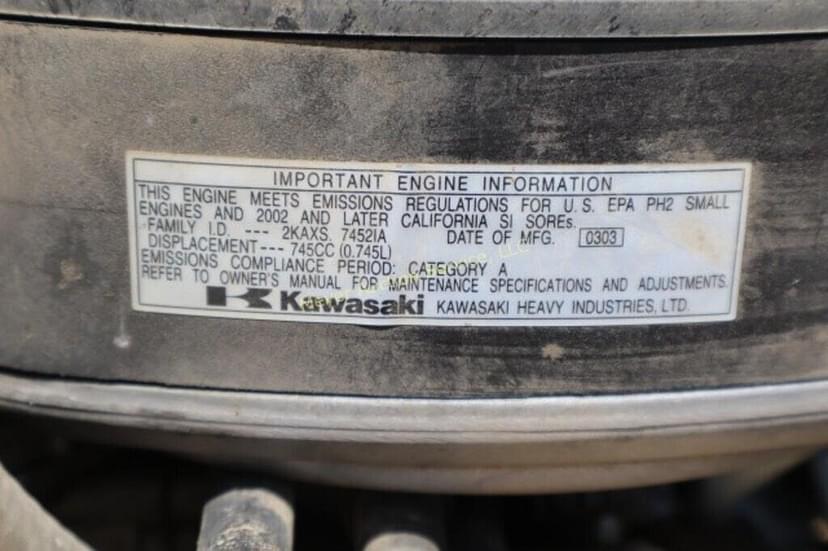 IMPORTANT ENGINE INFORMATION
THIS ENGINE MEETS EMISSIONS REGULATIONS FOR U.S. EPA PH2 SMALL
ENGINES AND 2002 AND LATER CALIFORNIA SI SOREs.
FAMILY I.D. --- 2KAXS. 7452IA DATE OF MFG. 0303
DISPLACEMENT--- 745CC (0.745L)
EMISSIONS COMPLIANCE PERIOD: CATEGORY A
REFER TO OWNER'S MANUAL FOR MAINTENANCE SPECIFICATIONS AND ADJUSTMENTS.
Kawasaki KAWASAKI HEAVY INDUSTRIES, LTD.